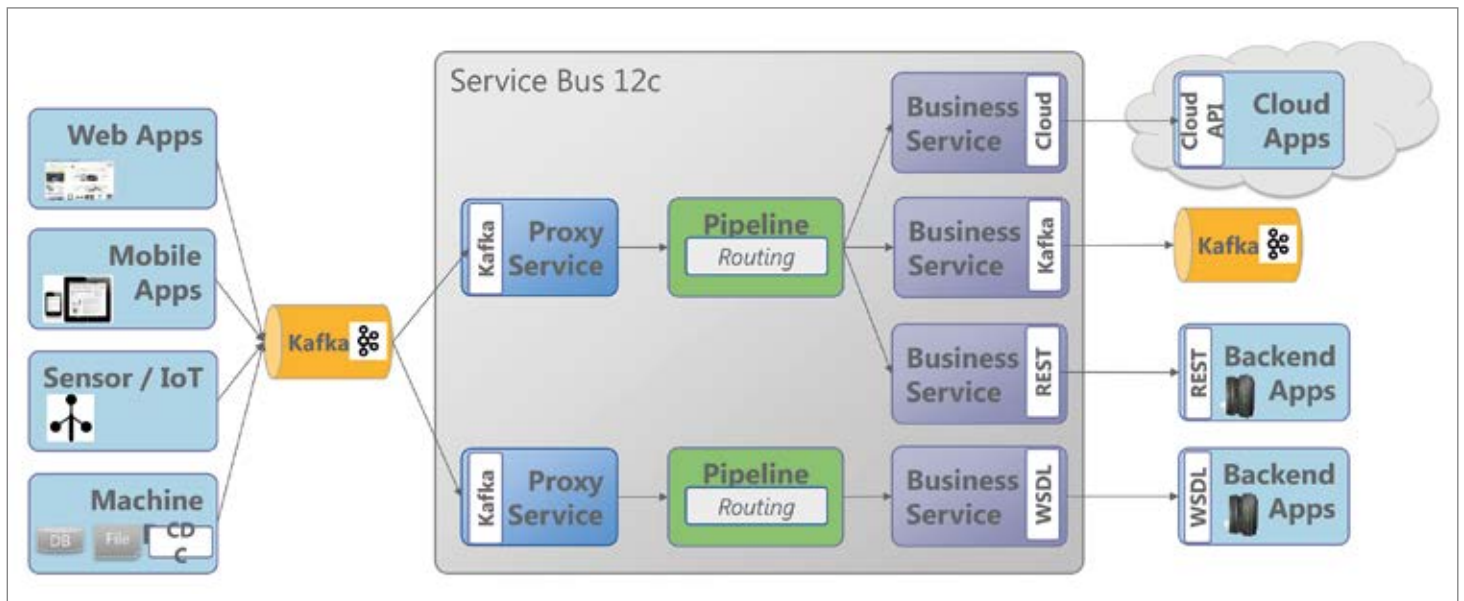 Service Bus 12c
Web Apps
Mobile
Apps
Sensor / IoT
Machine
DB
File
CD
C
Kafka
Kafka
Proxy
Service
Pipeline
Routing
Kafka
Proxy
Service
Pipeline
Routing
Business
Service
Cloud
Business
Service
Kafka
Business
Service
REST
Business
Service
WSDL
Cloud
API
Cloud
Apps
Kafka
REST
Backend
Apps
WSDL
Backend
Apps